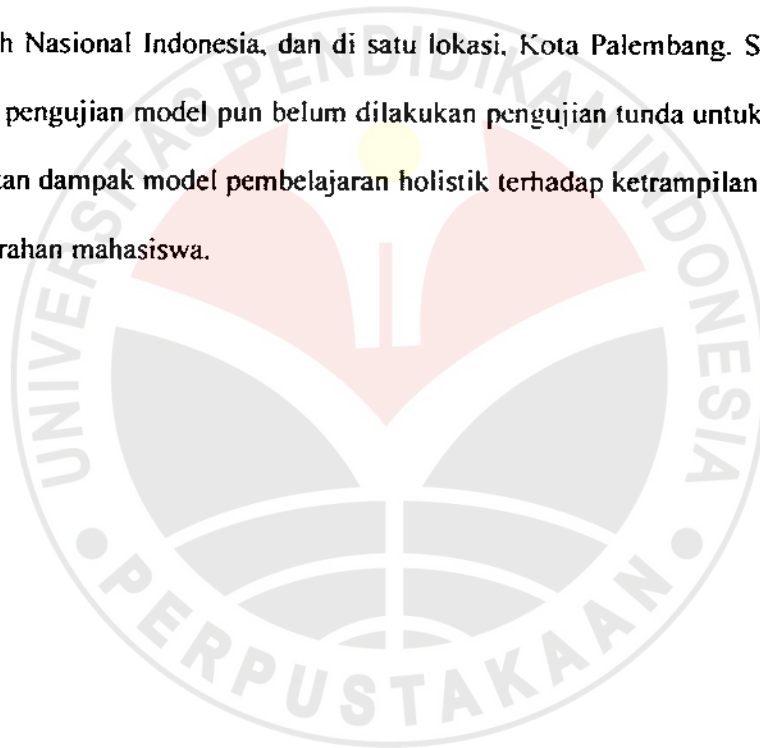 h Nasional Indonesia, dan di satu lokasi, Kota Palembang. S
pengujian model pun belum dilakukan pengujian tunda untuk
kan dampak model pembelajaran holistik terhadap ketrampilan
rahan mahasiswa.
UNIVERSITAS PENDIDIKAN INDONESIA
PERPUSTAKAAN